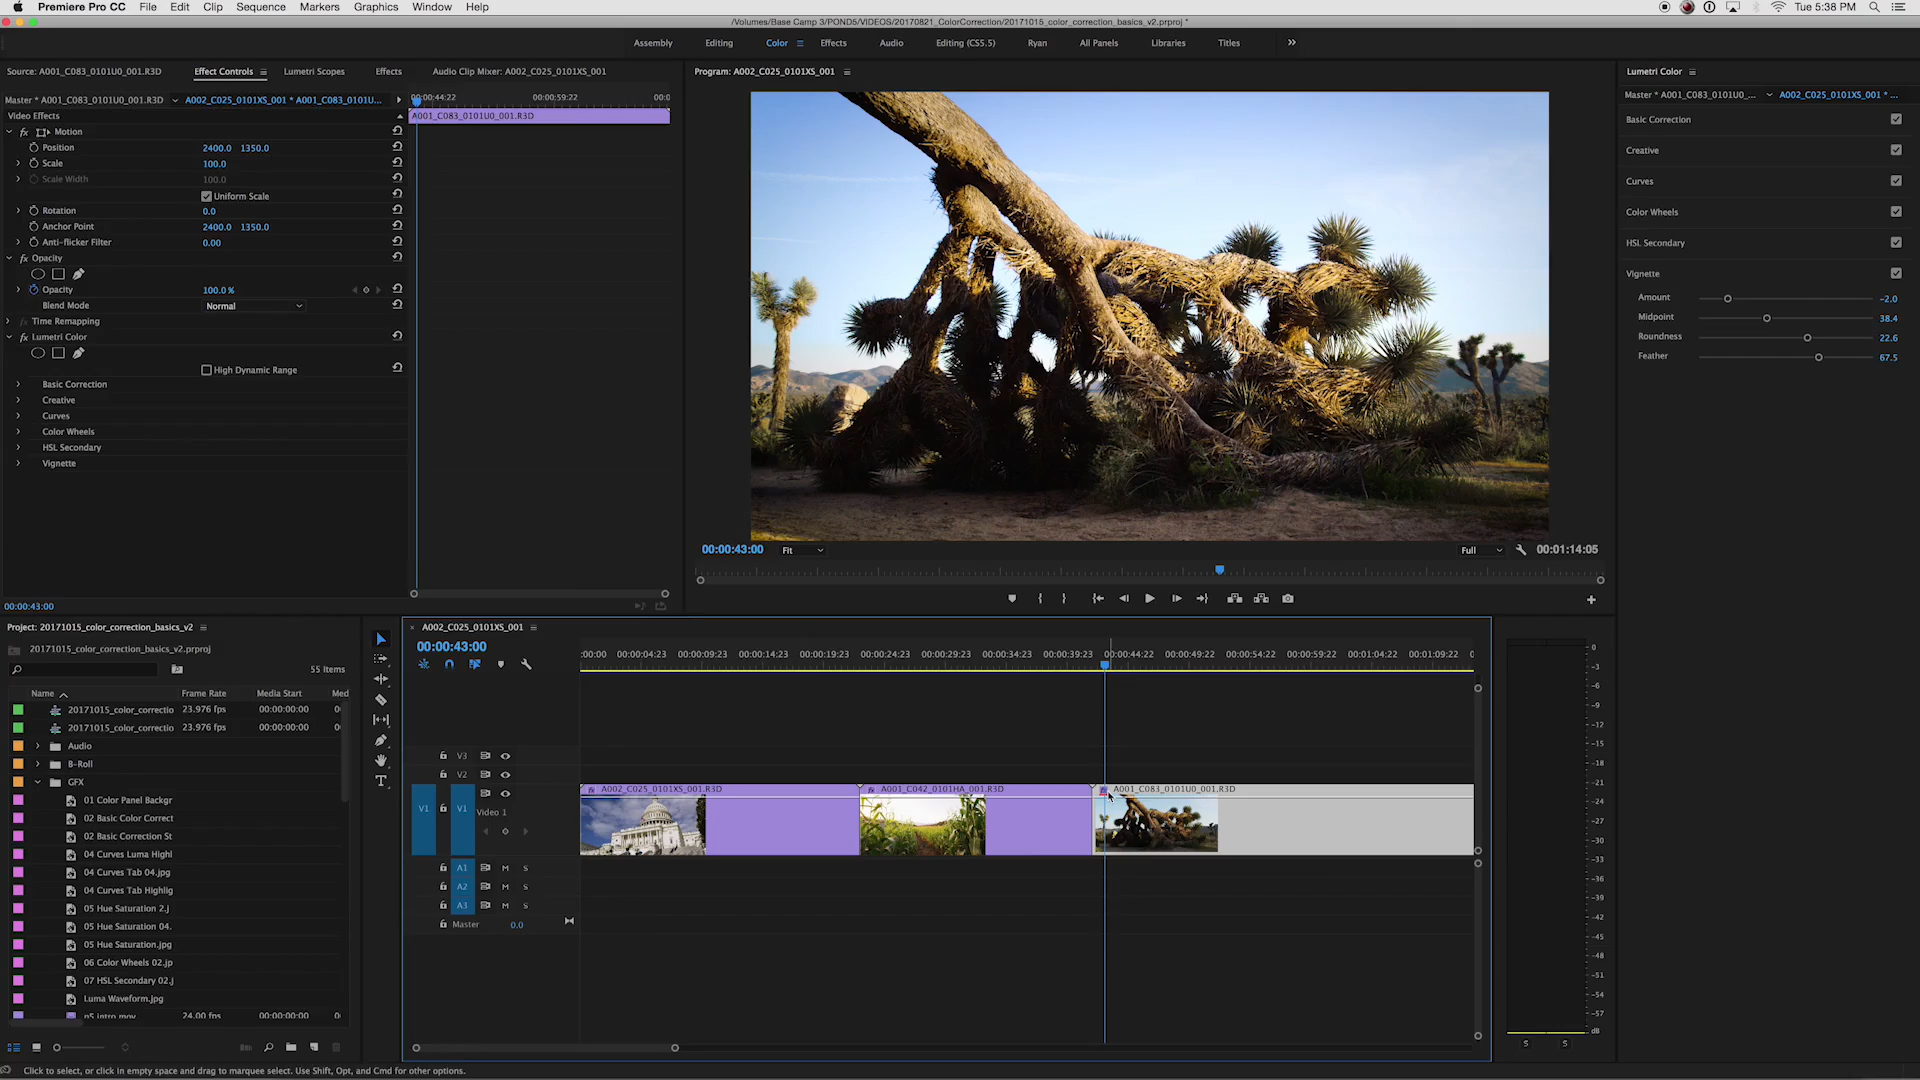 Premiere Pro CC File Edit Clip Sequence Markers Graphics Window Help Tue 5:38 PM
/Volumes/Base Camp 3/POND5/VIDEOS/20170821_ColorCorrection/20171015_color_correction_basics_v2.prproj *
Assembly Editing Color Effects Audio Editing (CS5.5) Ryan All Panels Libraries Titles
Source: A001_C083_0101U0_001.R3D Effect Controls Lumetri Scopes Effects Audio Clip Mixer: A002_C025_0101XS_001
Master * A001_C083_0101U0_001.R3D A002_C025_0101XS_001 * A001_C083_0101U...
00:00:44:22 00:00:59:22 00:0
Video Effects
A001_C083_0101U0_001.R3D
fx Motion
Position 2400.0 1350.0
Scale 100.0
Scale Width 100.0
Uniform Scale
Rotation 0.0
Anchor Point 2400.0 1350.0
Anti-flicker Filter 0.00
fx Opacity
Opacity 100.0 %
Blend Mode Normal
fx Time Remapping
fx Lumetri Color
High Dynamic Range
Basic Correction
Creative
Curves
Color Wheels
HSL Secondary
Vignette
00:00:43:00
Program: A002_C025_0101XS_001
00:00:43:00 Fit Full 00:01:14:05
Lumetri Color
Master * A001_C083_0101U0_... A002_C025_0101XS_001 * ...
Basic Correction
Creative
Curves
Color Wheels
HSL Secondary
Vignette
Amount -2.0
Midpoint 38.4
Roundness 22.6
Feather 67.5
Project: 20171015_color_correction_basics_v2
20171015_color_correction_basics_v2.prproj
55 Items
Name Frame Rate Media Start Med
20171015_color_correctio 23.976 fps 00:00:00:00 0
20171015_color_correctio 23.976 fps 00:00:00:00 0
Audio
B-Roll
GFX
01 Color Panel Backgr
02 Basic Color Correct
02 Basic Correction St
04 Curves Luma Highl
04 Curves Tab 04.jpg
04 Curves Tab Highlig
05 Hue Saturation 2.j
05 Hue Saturation 04.
05 Hue Saturation.jpg
06 Color Wheels 02.jp
07 HSL Secondary 02.j
Luma Waveform.jpg
p5 intro.mov 24.00 fps 00:00:00:00 0
A002_C025_0101XS_001
00:00:43:00
:00:00 00:00:04:23 00:00:09:23 00:00:14:23 00:00:19:23 00:00:24:23 00:00:29:23 00:00:34:23 00:00:39:23 00:00:44:22 00:00:49:22 00:00:54:22 00:00:59:22 00:01:04:22 00:01:09:22 0
V3
V2
V1 V1 Video 1
fx A002_C025_0101XS_001.R3D fx A001_C042_0101HA_001.R3D fx A001_C083_0101U0_001.R3D
A1 M S
A2 M S
A3 M S
Master 0.0
0
-3
-6
-9
-12
-15
-18
-21
-24
-27
-30
-33
-36
-39
-42
-45
-48
-51
-54
-57
dB
S S
Click to select, or click in empty space and drag to marquee select. Use Shift, Opt, and Cmd for other options.